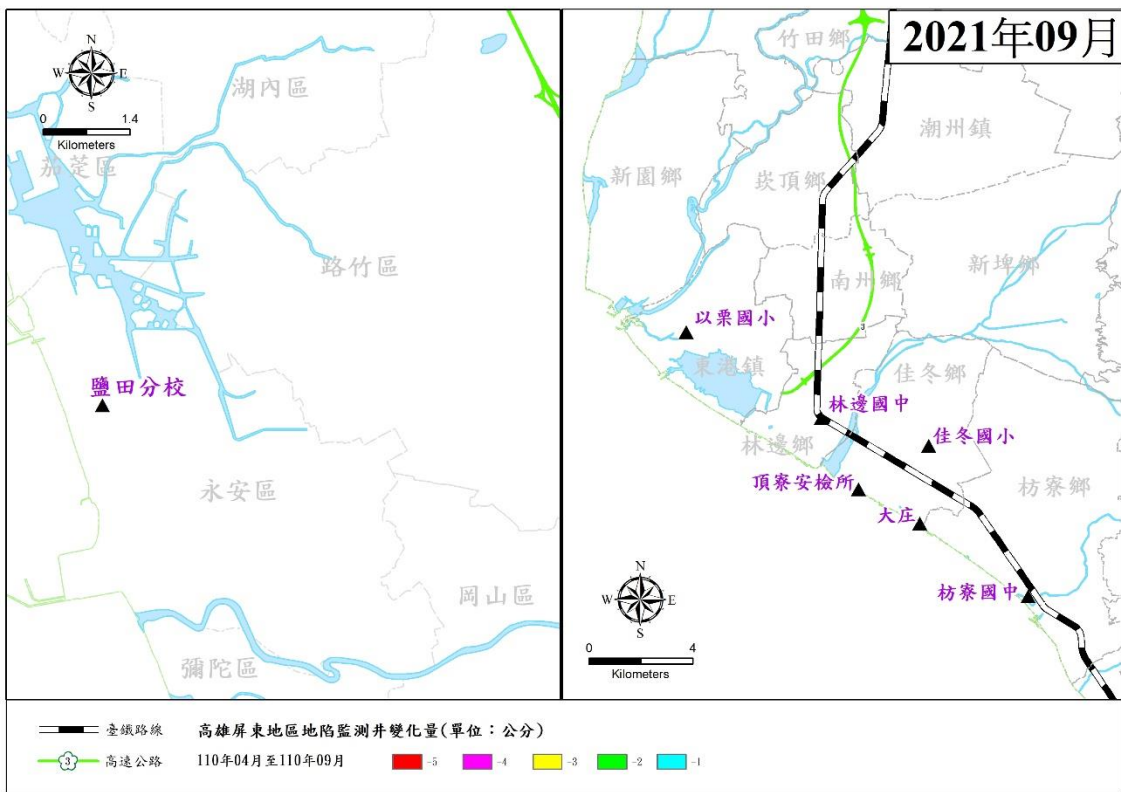 2021年09月
N
W
E
S
0
1.4
Kilometers
湖內區
茄萣區
路竹區
鹽田分校
永安區
岡山區
彌陀區
竹田鄉
潮州鎮
新園鄉
崁頂鄉
新埤鄉
南州鄉
3
以栗國小
東港鎮
佳冬鄉
林邊國中
林邊鄉
佳冬國小
頂寮安檢所
枋寮鄉
大庄
枋寮國中
N
W
E
S
0
4
Kilometers
臺鐵路線
高雄屏東地區地陷監測井變化量(單位：公分)
3 高速公路
110年04月至110年09月
-5 -4 -3 -2 -1